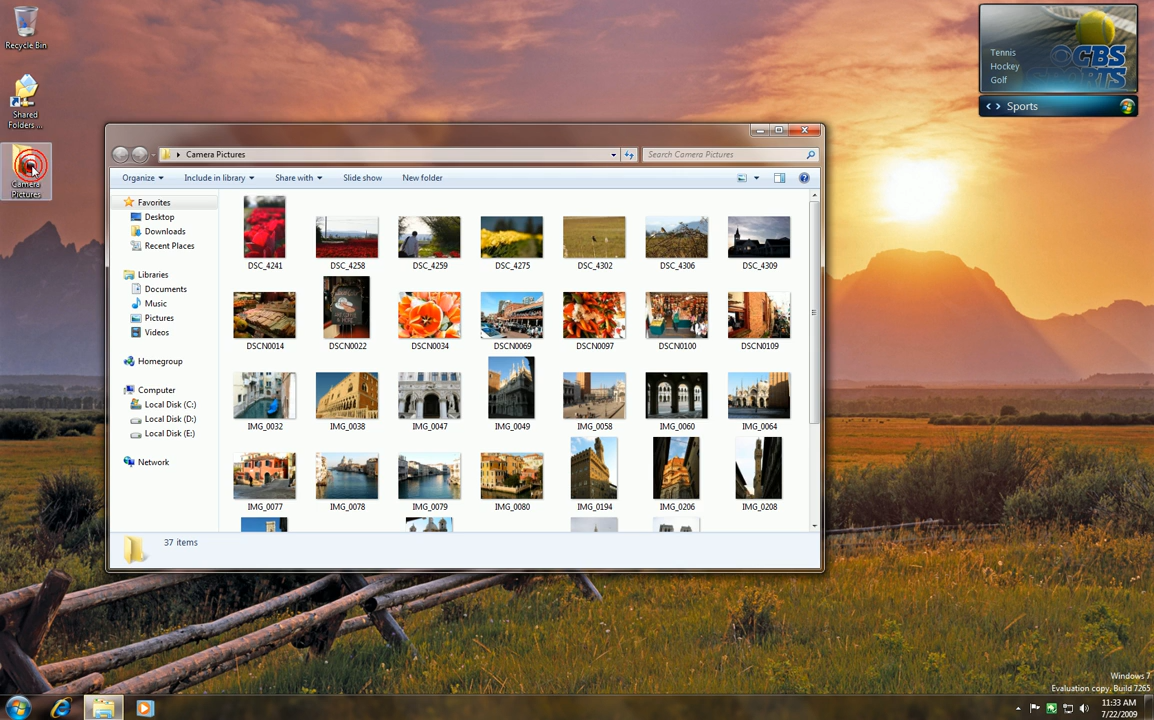 Recycle Bin
Shared
Folders ...
Camera
Pictures
Tennis
Hockey
Golf
CBS
SPORTS
Sports
Camera Pictures
Search Camera Pictures
Organize
Include in library
Share with
Slide show
New folder
Favorites
Desktop
Downloads
Recent Places
Libraries
Documents
Music
Pictures
Videos
Homegroup
Computer
Local Disk (C:)
Local Disk (D:)
Local Disk (E:)
Network
DSC_4241 DSC_4258 DSC_4259 DSC_4275 DSC_4302 DSC_4306 DSC_4309
DSCN0014 DSCN0022 DSCN0034 DSCN0069 DSCN0097 DSCN0100 DSCN0109
IMG_0032 IMG_0038 IMG_0047 IMG_0049 IMG_0058 IMG_0060 IMG_0064
IMG_0077 IMG_0078 IMG_0079 IMG_0080 IMG_0194 IMG_0206 IMG_0208
37 items
Windows 7
Evaluation copy. Build 7265
11:33 AM
7/22/2009